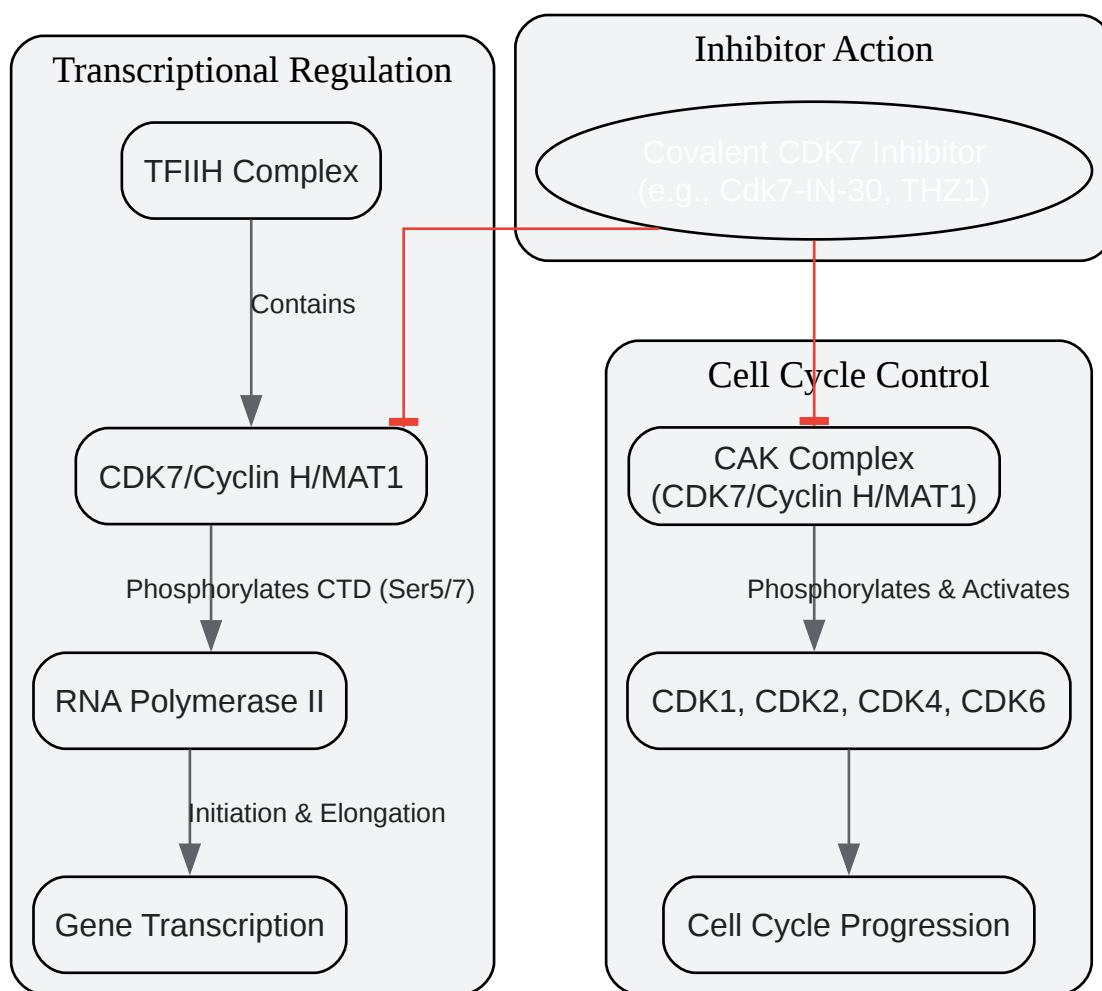 Transcriptional Regulation
TFIIH Complex
Contains
CDK7/Cyclin H/MAT1
Phosphorylates CTD (Ser5/7)
RNA Polymerase II
Initiation & Elongation
Gene Transcription
Inhibitor Action
Covalent CDK7 Inhibitor
(e.g., Cdk7-IN-30, THZ1)
Cell Cycle Control
CAK Complex
(CDK7/Cyclin H/MAT1)
Phosphorylates & Activates
CDK1, CDK2, CDK4, CDK6
Cell Cycle Progression